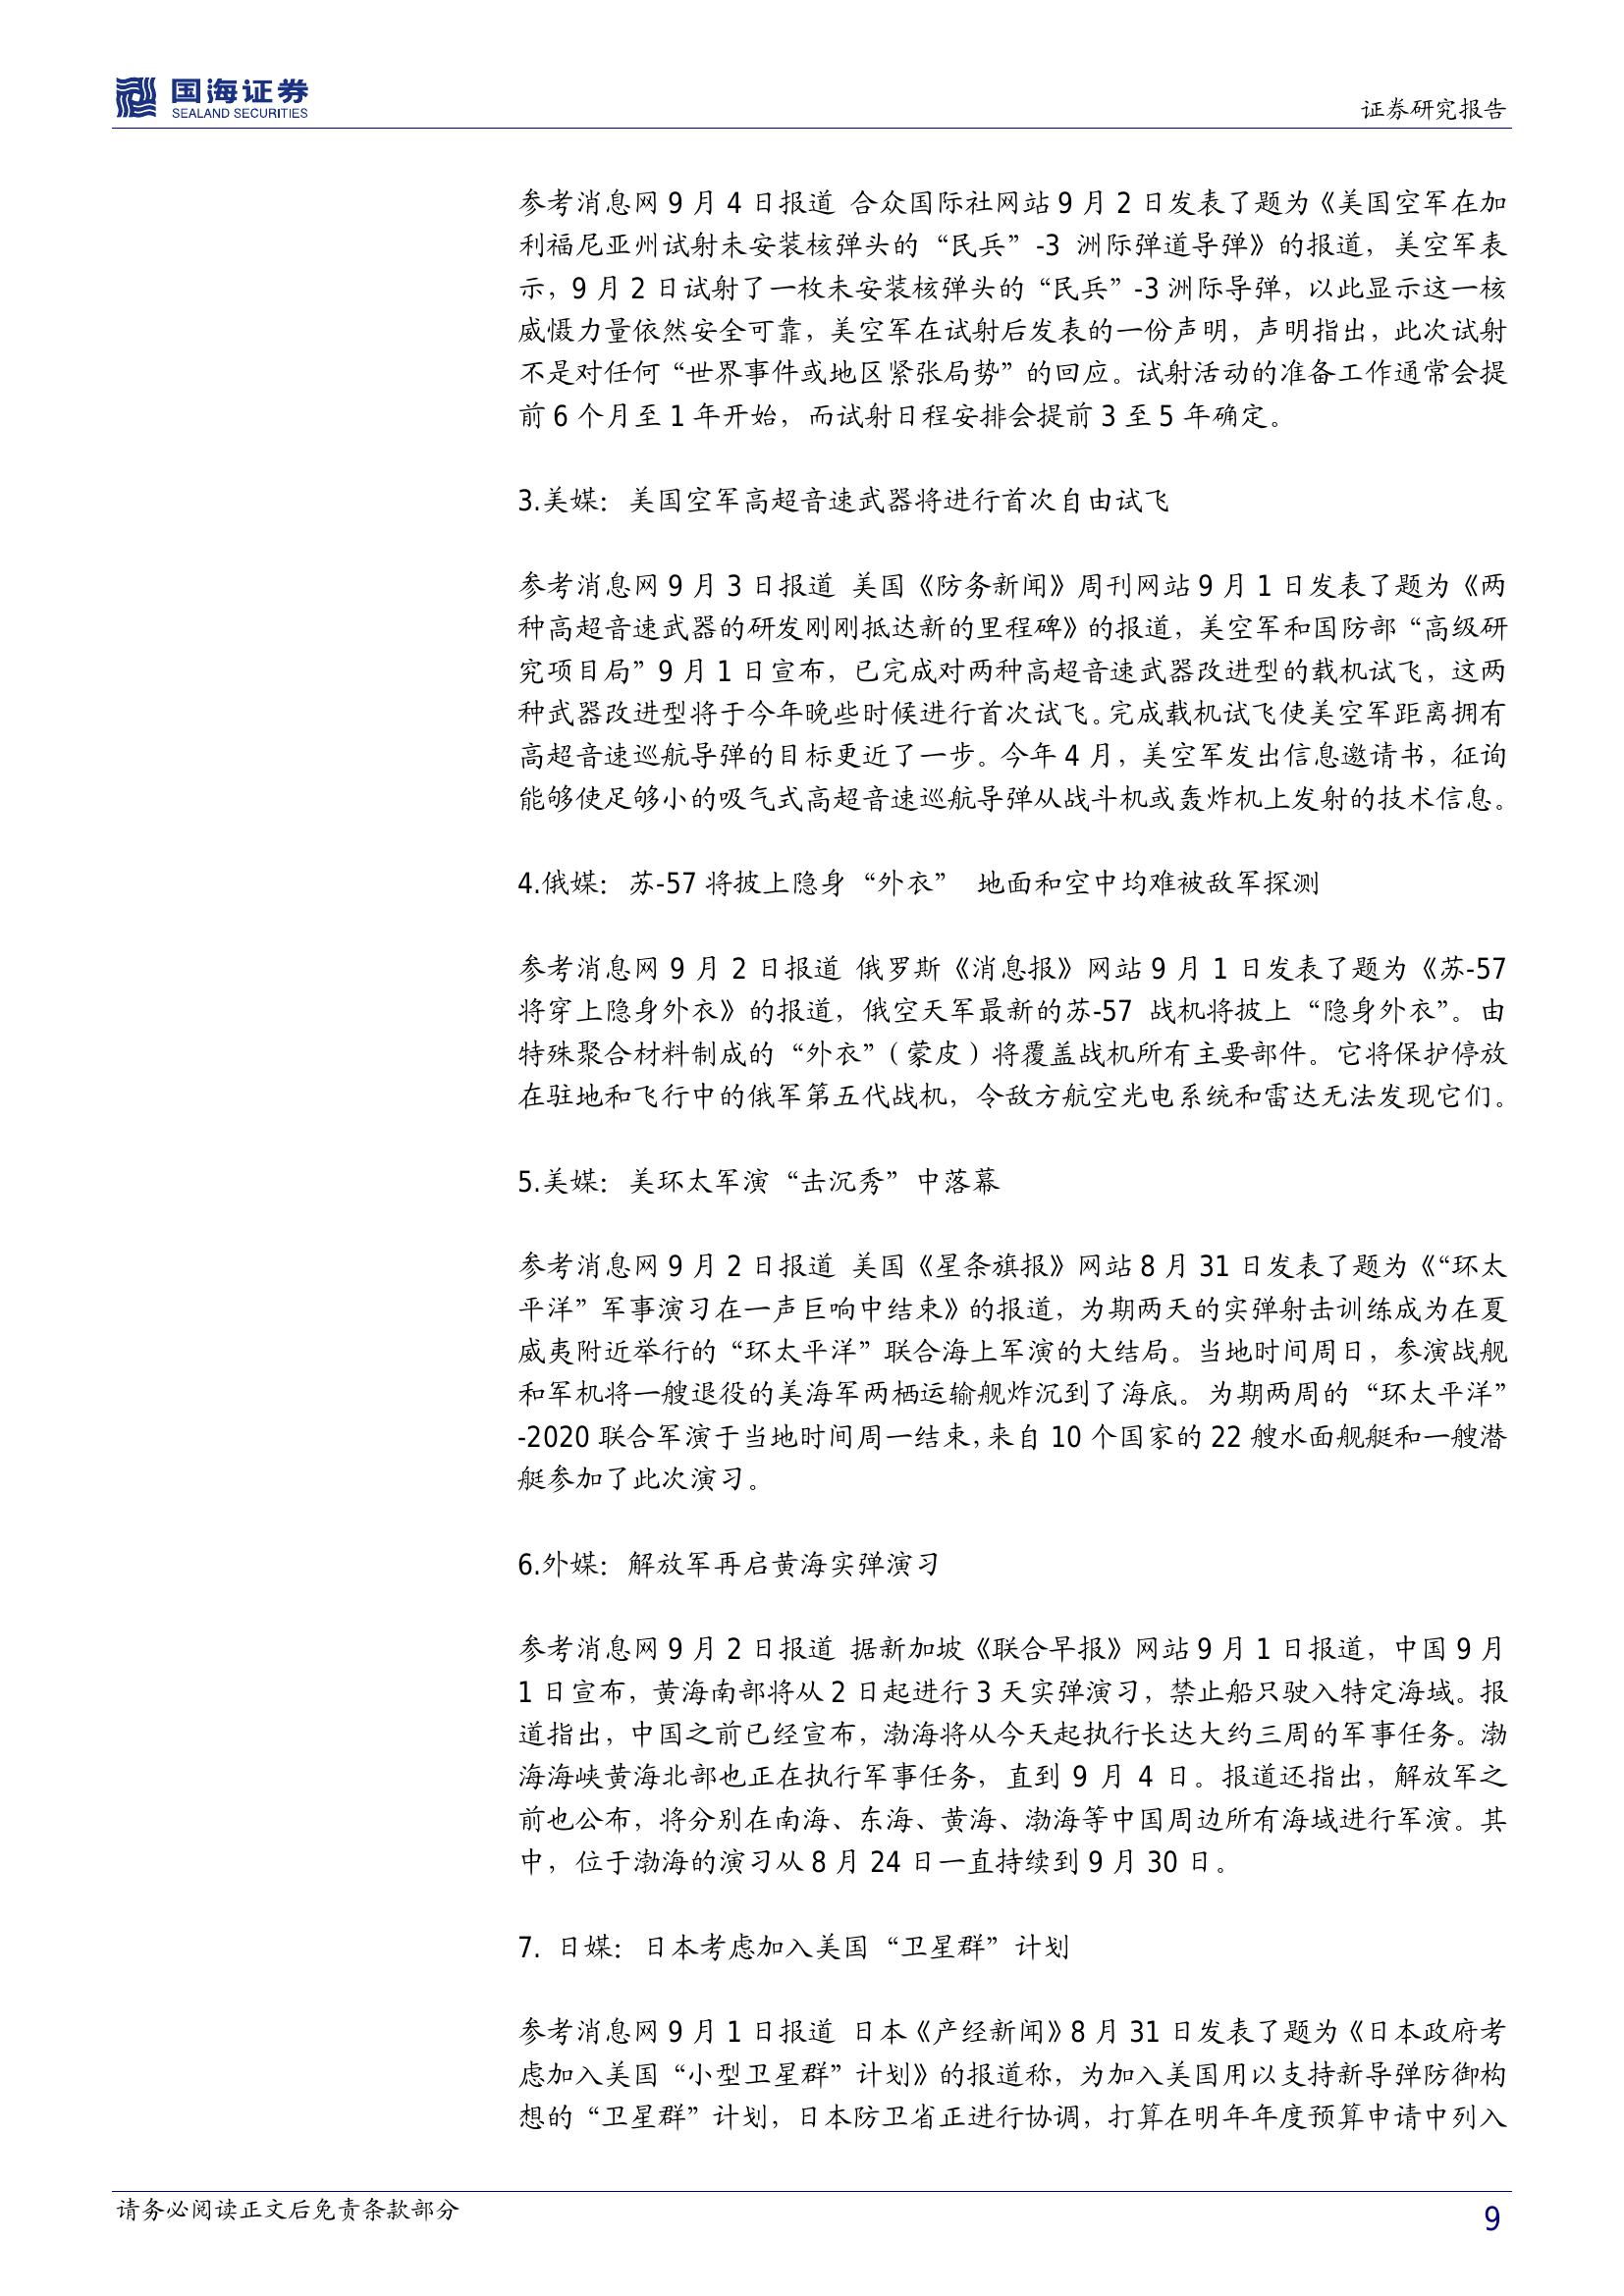 国海证券
SEALAND SECURITIES
证券研究报告
参考消息网 9 月 4 日报道 合众国际社网站 9 月 2 日发表了题为《美国空军在加
利福尼亚州试射未安装核弹头的“民兵”-3 洲际弹道导弹》的报道，美空军表
示，9 月 2 日试射了一枚未安装核弹头的“民兵”-3 洲际导弹，以此显示这一核
威慑力量依然安全可靠，美空军在试射后发表的一份声明，声明指出，此次试射
不是对任何“世界事件或地区紧张局势”的回应。试射活动的准备工作通常会提
前 6 个月至 1 年开始，而试射日程安排会提前 3 至 5 年确定。
3.美媒：美国空军高超音速武器将进行首次自由试飞
参考消息网 9 月 3 日报道 美国《防务新闻》周刊网站 9 月 1 日发表了题为《两
种高超音速武器的研发刚刚抵达新的里程碑》的报道，美空军和国防部“高级研
究项目局”9 月 1 日宣布，已完成对两种高超音速武器改进型的载机试飞，这两
种武器改进型将于今年晚些时候进行首次试飞。完成载机试飞使美空军距离拥有
高超音速巡航导弹的目标更近了一步。今年 4 月，美空军发出信息邀请书，征询
能够使足够小的吸气式高超音速巡航导弹从战斗机或轰炸机上发射的技术信息。
4.俄媒：苏-57 将披上隐身“外衣” 地面和空中均难被敌军探测
参考消息网 9 月 2 日报道 俄罗斯《消息报》网站 9 月 1 日发表了题为《苏-57
将穿上隐身外衣》的报道，俄空天军最新的苏-57 战机将披上“隐身外衣”。由
特殊聚合材料制成的“外衣”（蒙皮）将覆盖战机所有主要部件。它将保护停放
在驻地和飞行中的俄军第五代战机，令敌方航空光电系统和雷达无法发现它们。
5.美媒：美环太军演“击沉秀”中落幕
参考消息网 9 月 2 日报道 美国《星条旗报》网站 8 月 31 日发表了题为《“环太
平洋”军事演习在一声巨响中结束》的报道，为期两天的实弹射击训练成为在夏
威夷附近举行的“环太平洋”联合海上军演的大结局。当地时间周日，参演战舰
和军机将一艘退役的美海军两栖运输舰炸沉到了海底。为期两周的“环太平洋”
-2020 联合军演于当地时间周一结束，来自 10 个国家的 22 艘水面舰艇和一艘潜
艇参加了此次演习。
6.外媒：解放军再启黄海实弹演习
参考消息网 9 月 2 日报道 据新加坡《联合早报》网站 9 月 1 日报道，中国 9 月
1 日宣布，黄海南部将从 2 日起进行 3 天实弹演习，禁止船只驶入特定海域。报
道指出，中国之前已经宣布，渤海将从今天起执行长达大约三周的军事任务。渤
海海峡黄海北部也正在执行军事任务，直到 9 月 4 日。报道还指出，解放军之
前也公布，将分别在南海、东海、黄海、渤海等中国周边所有海域进行军演。其
中，位于渤海的演习从 8 月 24 日一直持续到 9 月 30 日。
7. 日媒：日本考虑加入美国“卫星群”计划
参考消息网 9 月 1 日报道 日本《产经新闻》8 月 31 日发表了题为《日本政府考
虑加入美国“小型卫星群”计划》的报道称，为加入美国用以支持新导弹防御构
想的“卫星群”计划，日本防卫省正进行协调，打算在明年年度预算申请中列入
请务必阅读正文后免责条款部分
9